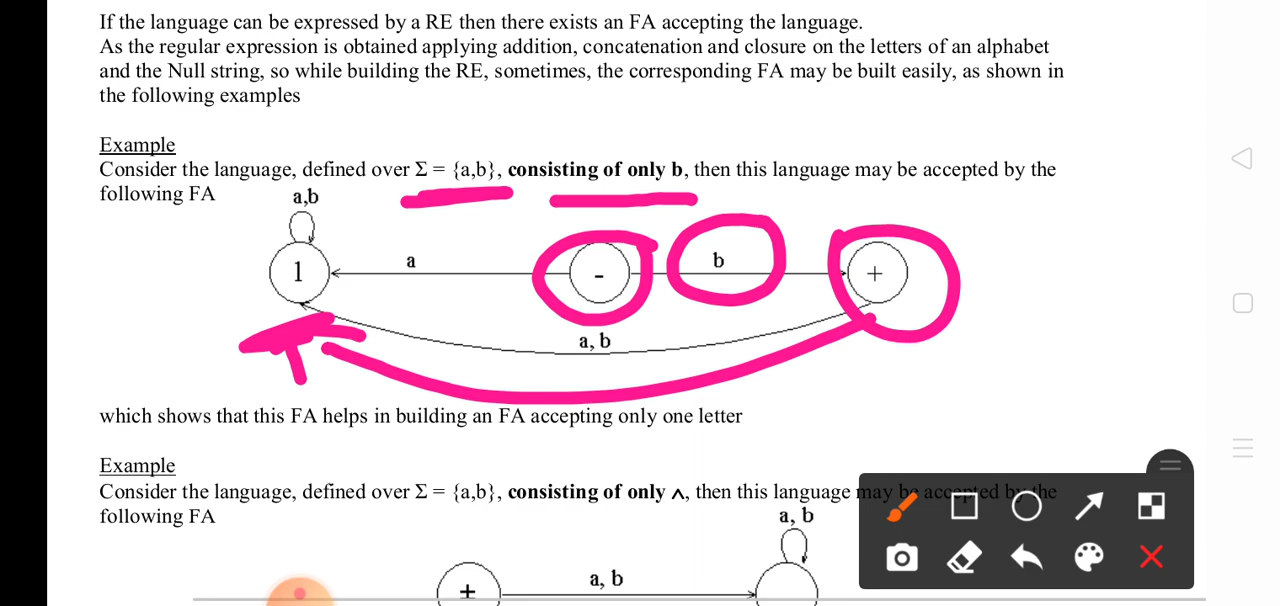 If the language can be expressed by a RE then there exists an FA accepting the language.
As the regular expression is obtained applying addition, concatenation and closure on the letters of an alphabet
and the Null string, so while building the RE, sometimes, the corresponding FA may be built easily, as shown in
the following examples
Example
Consider the language, defined over Σ = {a,b}, consisting of only b, then this language may be accepted by the
following FA
a,b
a
b
1
-
+
a, b
which shows that this FA helps in building an FA accepting only one letter
Example
Consider the language, defined over Σ = {a,b}, consisting of only ʌ, then this language may be accepted by the
following FA
a, b
a, b
±